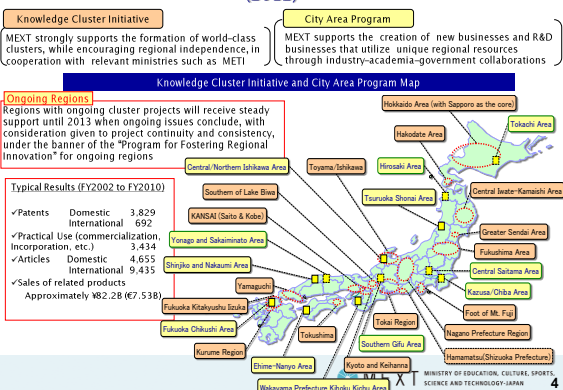 (2011)
Knowledge Cluster Initiative
City Area Program
MEXT strongly supports the formation of world-class
clusters, while encouraging regional independence, in
cooperation with relevant ministries such as METI
MEXT supports the creation of new businesses and R&D
businesses that utilize unique regional resources
through industry-academia-government collaborations
Knowledge Cluster Initiative and City Area Program Map
Ongoing Regions
Regions with ongoing cluster projects will receive steady
support until 2013 when ongoing issues conclude, with
consideration given to project continuity and consistency,
under the banner of the "Program for Fostering Regional
Innovation" for ongoing regions
Typical Results (FY2002 to FY2010)
✓Patents Domestic 3,829
International 692
✓Practical Use (commercialization,
Incorporation, etc.) 3,434
✓Articles Domestic 4,655
International 9,435
✓Sales of related products
Approximately ¥82.2B (€7.53B)
Hokkaido Area (with Sapporo as the core)
Tokachi Area
Hakodate Area
Toyama/Ishikawa
Hirosaki Area
Central/Northern Ishikawa Area
Central Iwate-Kamaishi Area
Southern of Lake Biwa
Tsuruoka Shonai Area
KANSAI (Saito & Kobe)
Greater Sendai Area
Yonago and Sakaiminato Area
Fukushima Area
Shinjiko and Nakaumi Area
Central Saitama Area
Yamaguchi
Kazusa/Chiba Area
Fukuoka Kitakyushu Iizuka
Foot of Mt. Fuji
Fukuoka Chikushi Area
Tokai Region
Nagano Prefecture Region
Tokushima
Southern Gifu Area
Kurume Region
Hamamatsu(Shizuoka Prefecture)
Ehime-Nanyo Area
Kyoto and Keihanna
Wakayama Prefecture Kihoku Kichu Area
MEXT MINISTRY OF EDUCATION, CULTURE, SPORTS,
SCIENCE AND TECHNOLOGY-JAPAN
4